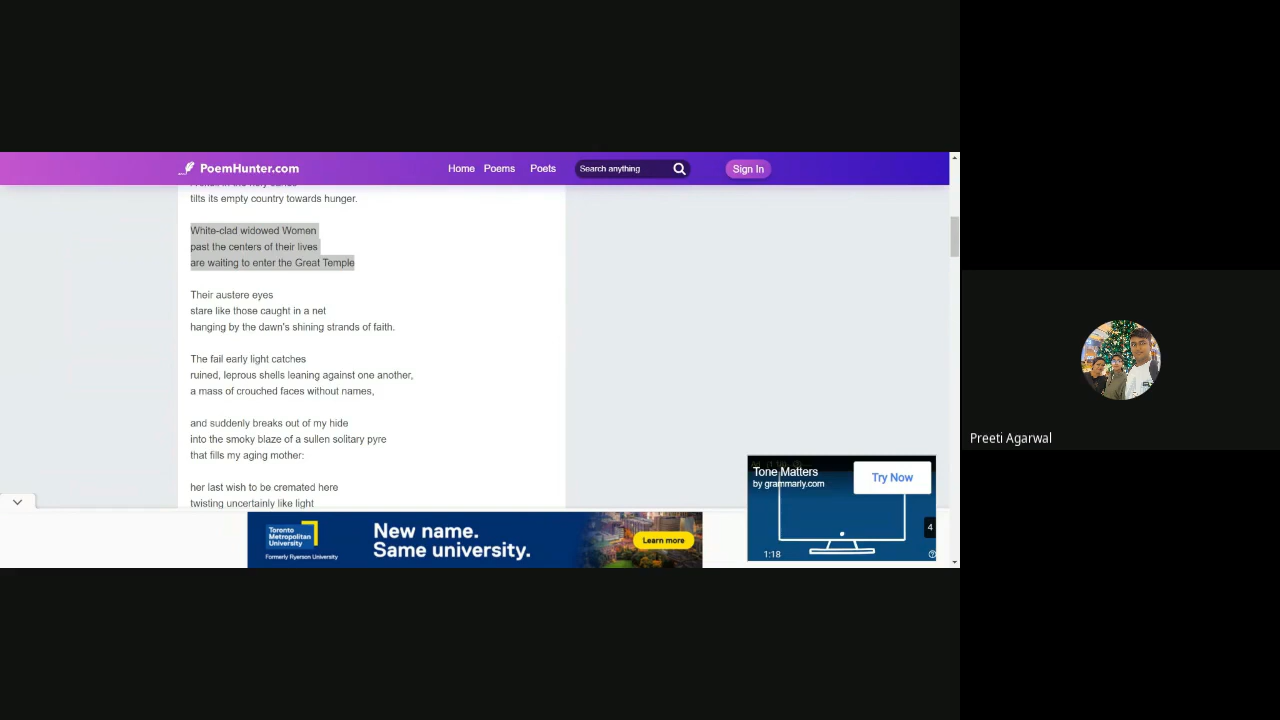 PoemHunter.com
Home Poems Poets Search anything Sign In
tilts its empty country towards hunger.
White-clad widowed Women
past the centers of their lives
are waiting to enter the Great Temple
Their austere eyes
stare like those caught in a net
hanging by the dawn's shining strands of faith.
The fail early light catches
ruined, leprous shells leaning against one another,
a mass of crouched faces without names,
and suddenly breaks out of my hide
into the smoky blaze of a sullen solitary pyre
that fills my aging mother:
her last wish to be cremated here
twisting uncertainly like light
Toronto
Metropolitan
University
Formerly Ryerson University
New name.
Same university.
Learn more
Tone Matters
by grammarly.com
Try Now
4
1:18
Preeti Agarwal